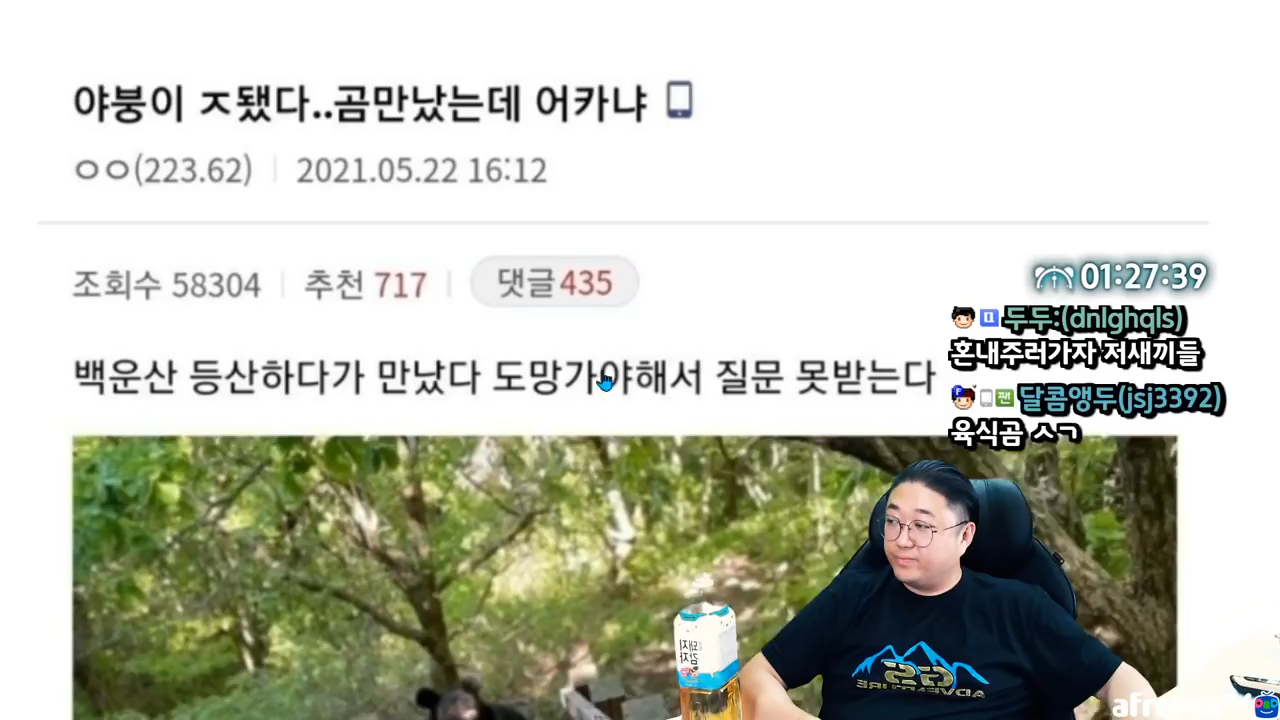 야붕이 ㅈ됐다..곰만났는데 어카냐
ㅇㅇ(223.62) 2021.05.22 16:12
조회수 58304 추천 717 댓글 435
백운산 등산하다가 만났다 도망가야해서 질문 못받는다
01:27:39
두두:(dnlghqls)
혼내주러가자 저새끼들
달콤앵두(jsj3392)
육식곰 ㅅㄱ